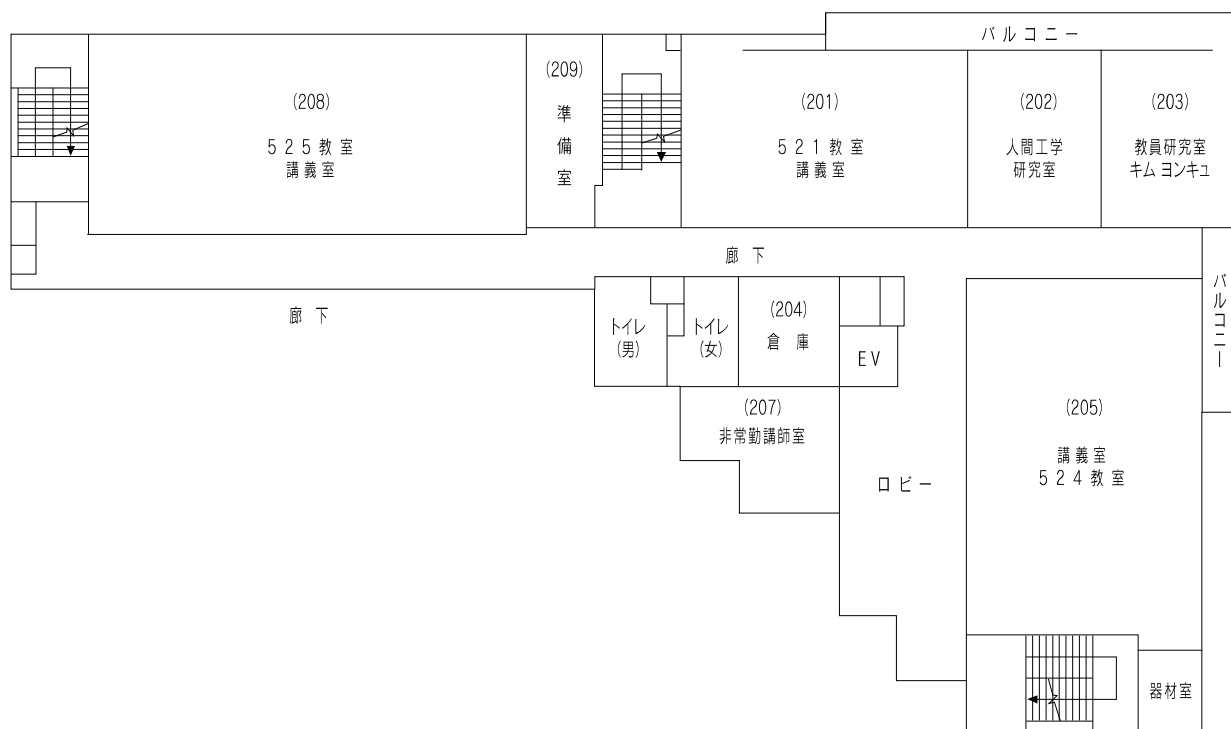 バルコニー
(208)
525教室
講義室
(209)
準備室
(201)
521教室
講義室
(202)
人間工学
研究室
(203)
教員研究室
キム ヨンキュ
廊下
バルコニー
廊下
トイレ
(男)
トイレ
(女)
(204)
倉庫
EV
(207)
非常勤講師室
(205)
講義室
524教室
ロビー
器材室